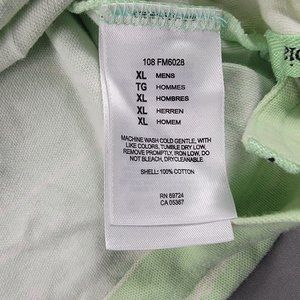 108 FM6028
XL MENS
TG HOMMES
XL HOMBRES
XL HERREN
XL HOMEM
MACHINE WASH COLD GENTLE, WITH
LIKE COLORS, TUMBLE DRY LOW,
REMOVE PROMPTLY, IRON LOW, DO
NOT BLEACH, DRYCLEANABLE
SHELL: 100% COTTON
RN 89724
CA 05367